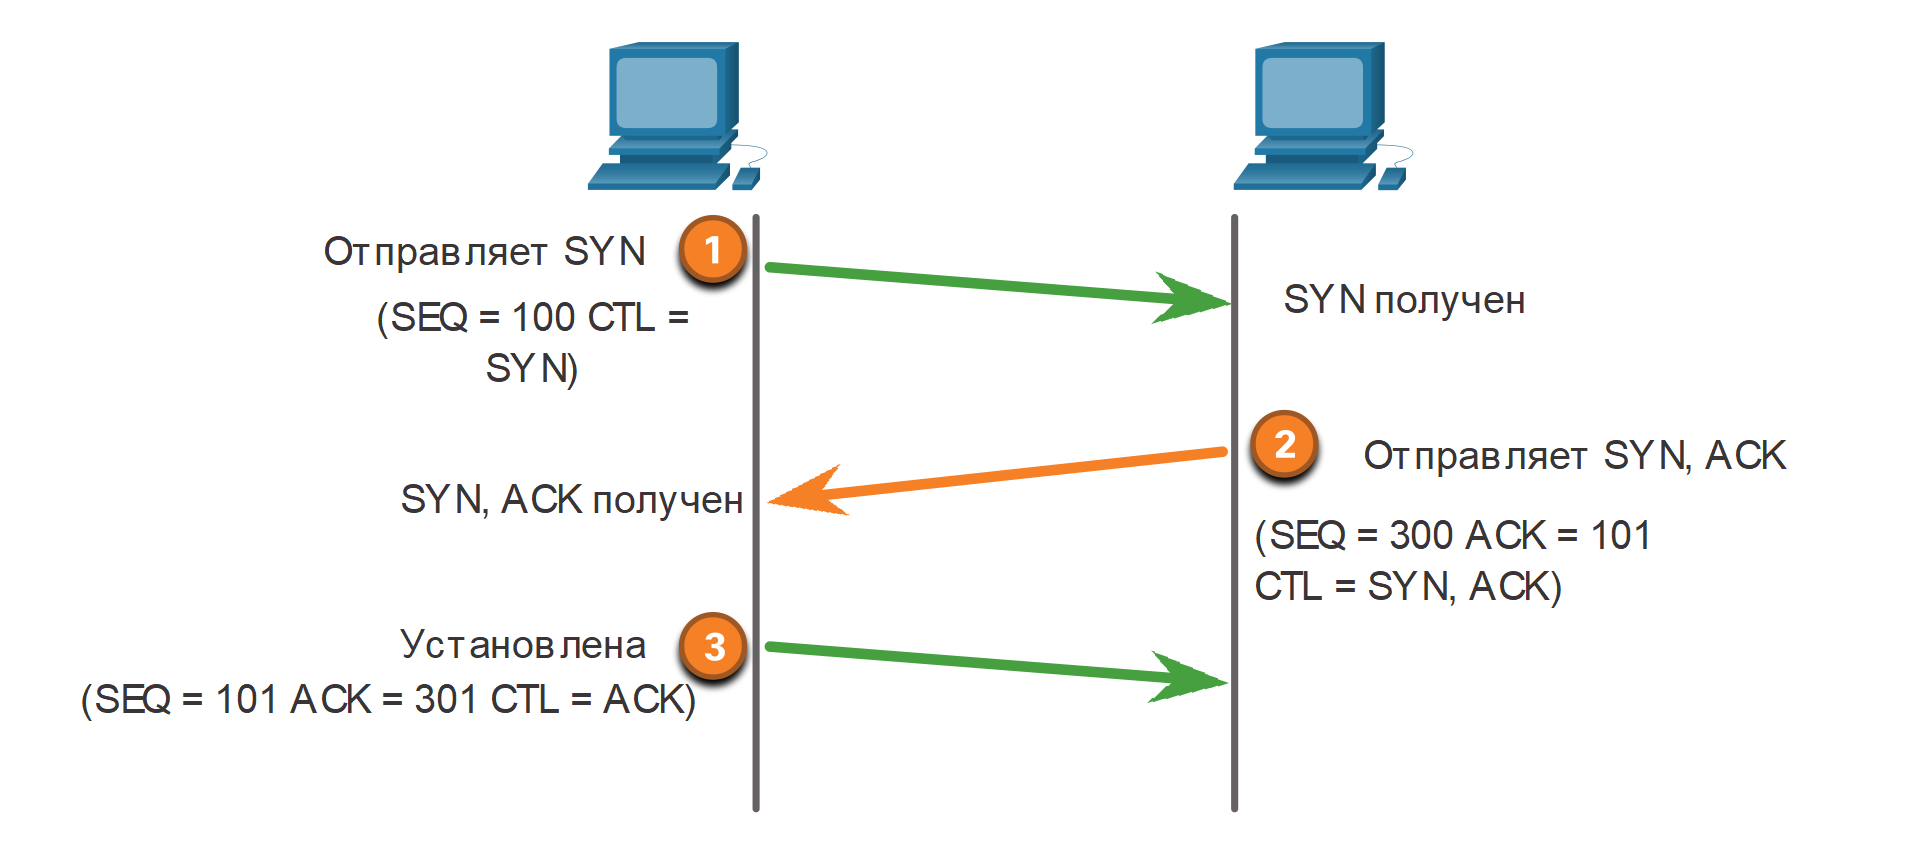 Отправляет SYN
1
(SEQ = 100 CTL =
SYN)
SYN получен
2
Отправляет SYN, ACK
SYN, ACK получен
(SEQ = 300 ACK = 101
CTL = SYN, ACK)
Установлена
3
(SEQ = 101 ACK = 301 CTL = ACK)